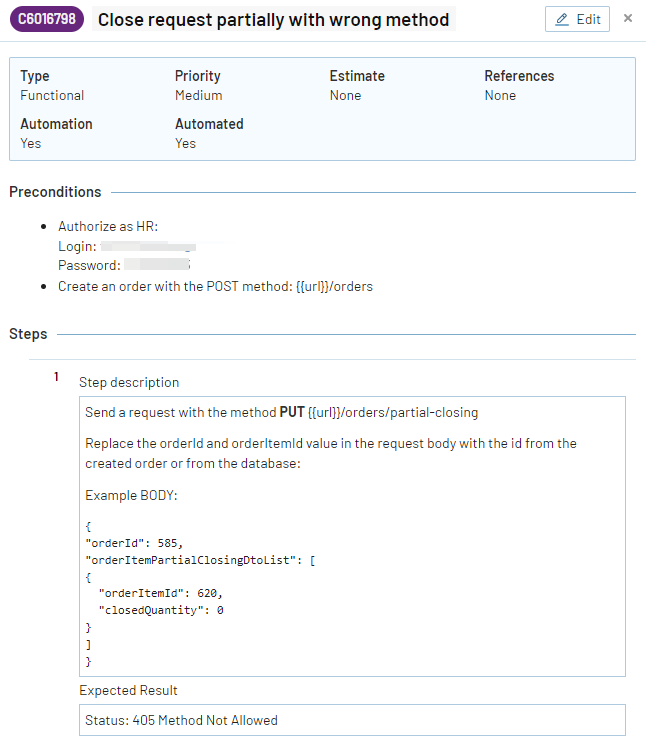 C6016798 Close request partially with wrong method Edit ×
Type Priority Estimate References
Functional Medium None None
Automation Automated
Yes Yes
Preconditions
• Authorize as HR:
Login:
Password:
• Create an order with the POST method: {{url}}/orders
Steps
1 Step description
Send a request with the method PUT {{url}}/orders/partial-closing
Replace the orderId and orderItemId value in the request body with the id from the
created order or from the database:
Example BODY:
{
"orderId": 585,
"orderItemPartialClosingDtoList": [
{
"orderItemId": 620,
"closedQuantity": 0
}
]
}
Expected Result
Status: 405 Method Not Allowed